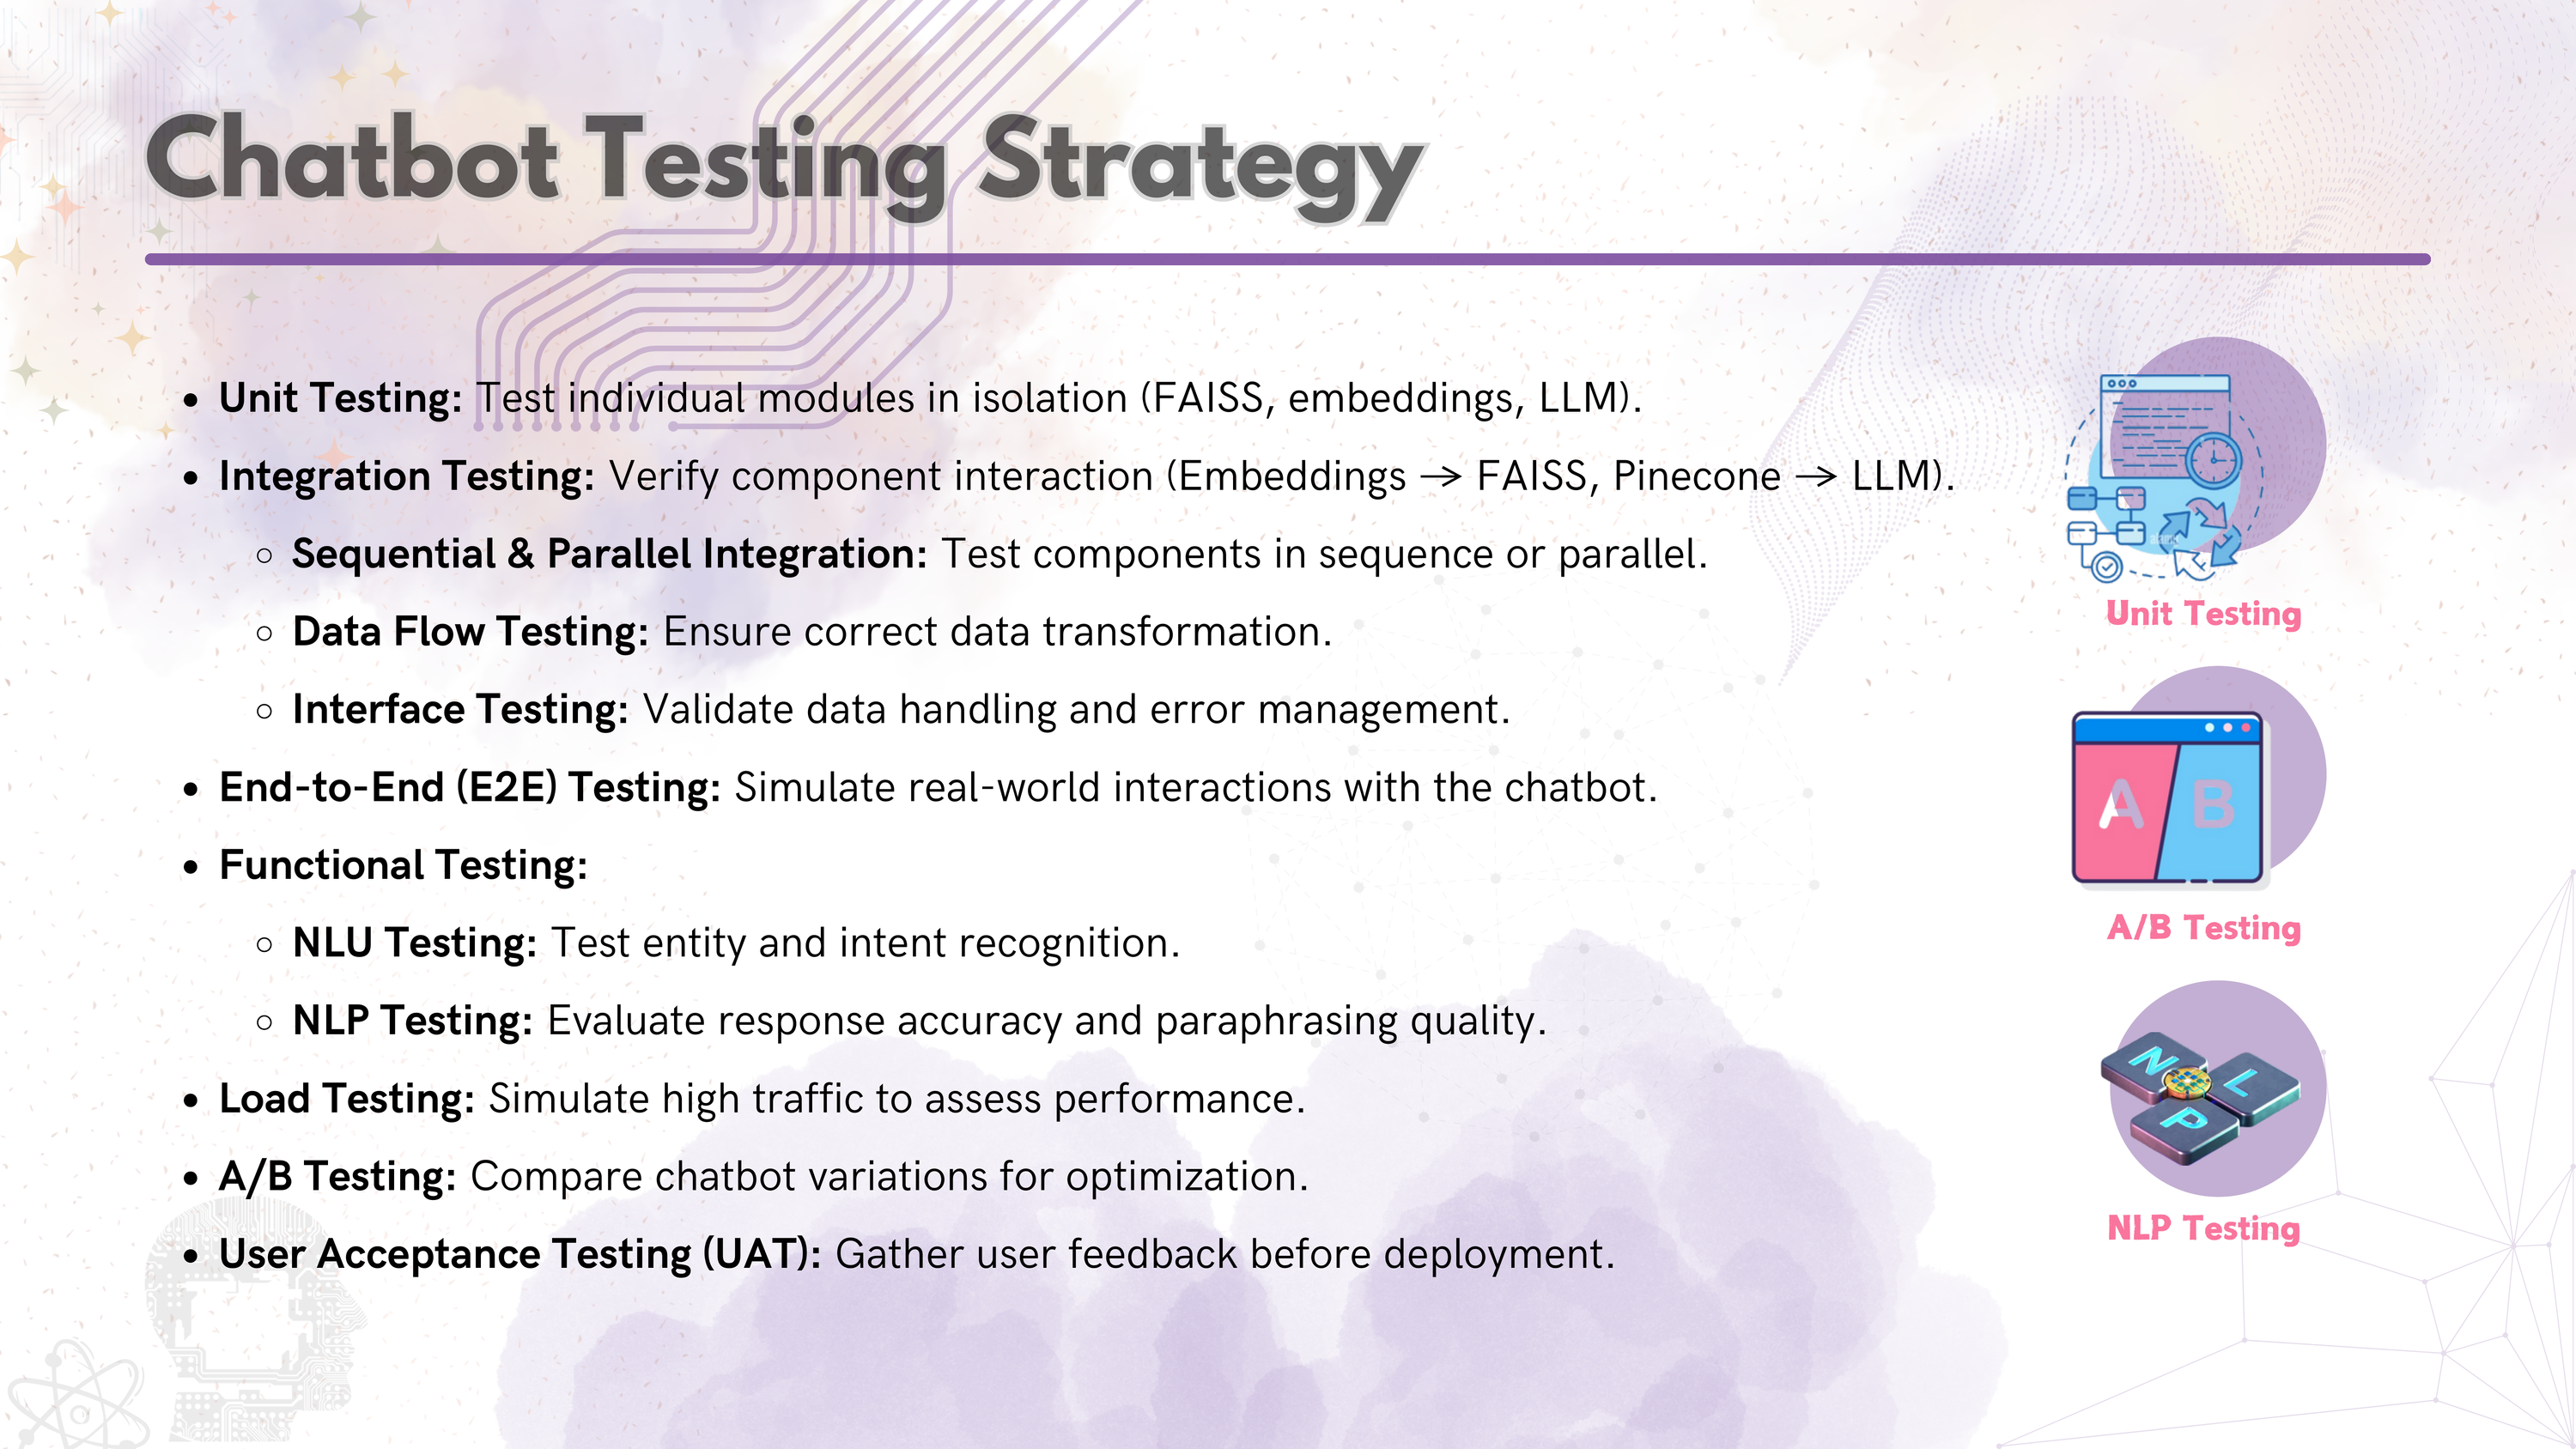 Chatbot Testing Strategy
• Unit Testing: Test individual modules in isolation (FAISS, embeddings, LLM).
• Integration Testing: Verify component interaction (Embeddings → FAISS, Pinecone → LLM).
○ Sequential & Parallel Integration: Test components in sequence or parallel.
○ Data Flow Testing: Ensure correct data transformation.
○ Interface Testing: Validate data handling and error management.
• End-to-End (E2E) Testing: Simulate real-world interactions with the chatbot.
• Functional Testing:
○ NLU Testing: Test entity and intent recognition.
○ NLP Testing: Evaluate response accuracy and paraphrasing quality.
• Load Testing: Simulate high traffic to assess performance.
• A/B Testing: Compare chatbot variations for optimization.
• User Acceptance Testing (UAT): Gather user feedback before deployment.
Unit Testing
A B
A/B Testing
N L
P
NLP Testing